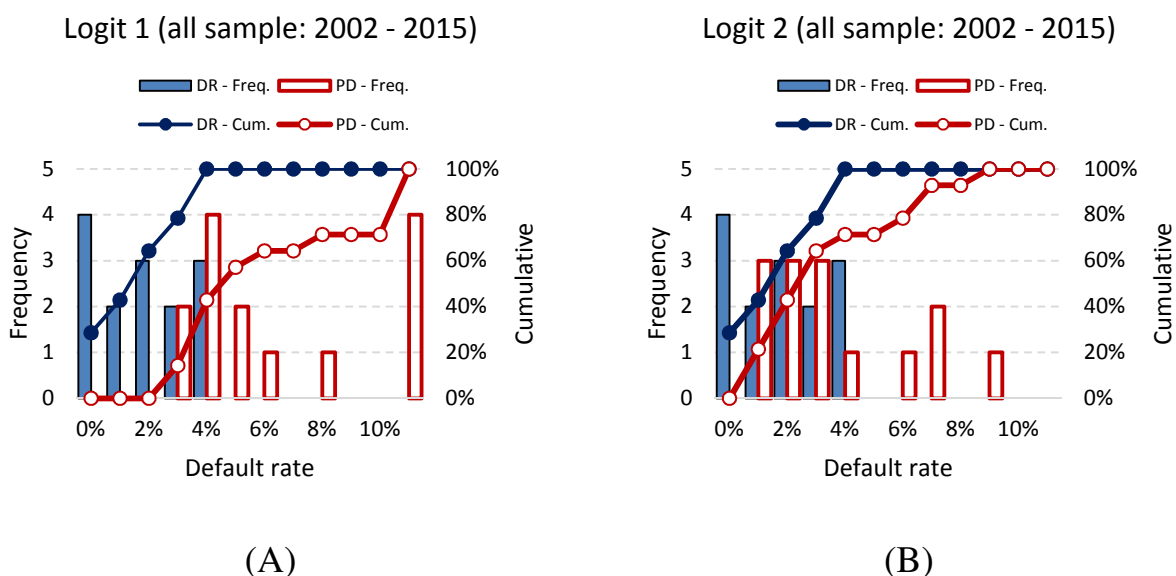 Logit 1 (all sample: 2002 - 2015)
DR - Freq. PD - Freq.
DR - Cum. PD - Cum.
Frequency
5
4
3
2
1
0
100%
80%
60%
40%
20%
0%
Cumulative
0% 2% 4% 6% 8% 10%
Default rate
(A)
Logit 2 (all sample: 2002 - 2015)
DR - Freq. PD - Freq.
DR - Cum. PD - Cum.
Frequency
5
4
3
2
1
0
100%
80%
60%
40%
20%
0%
Cumulative
0% 2% 4% 6% 8% 10%
Default rate
(B)